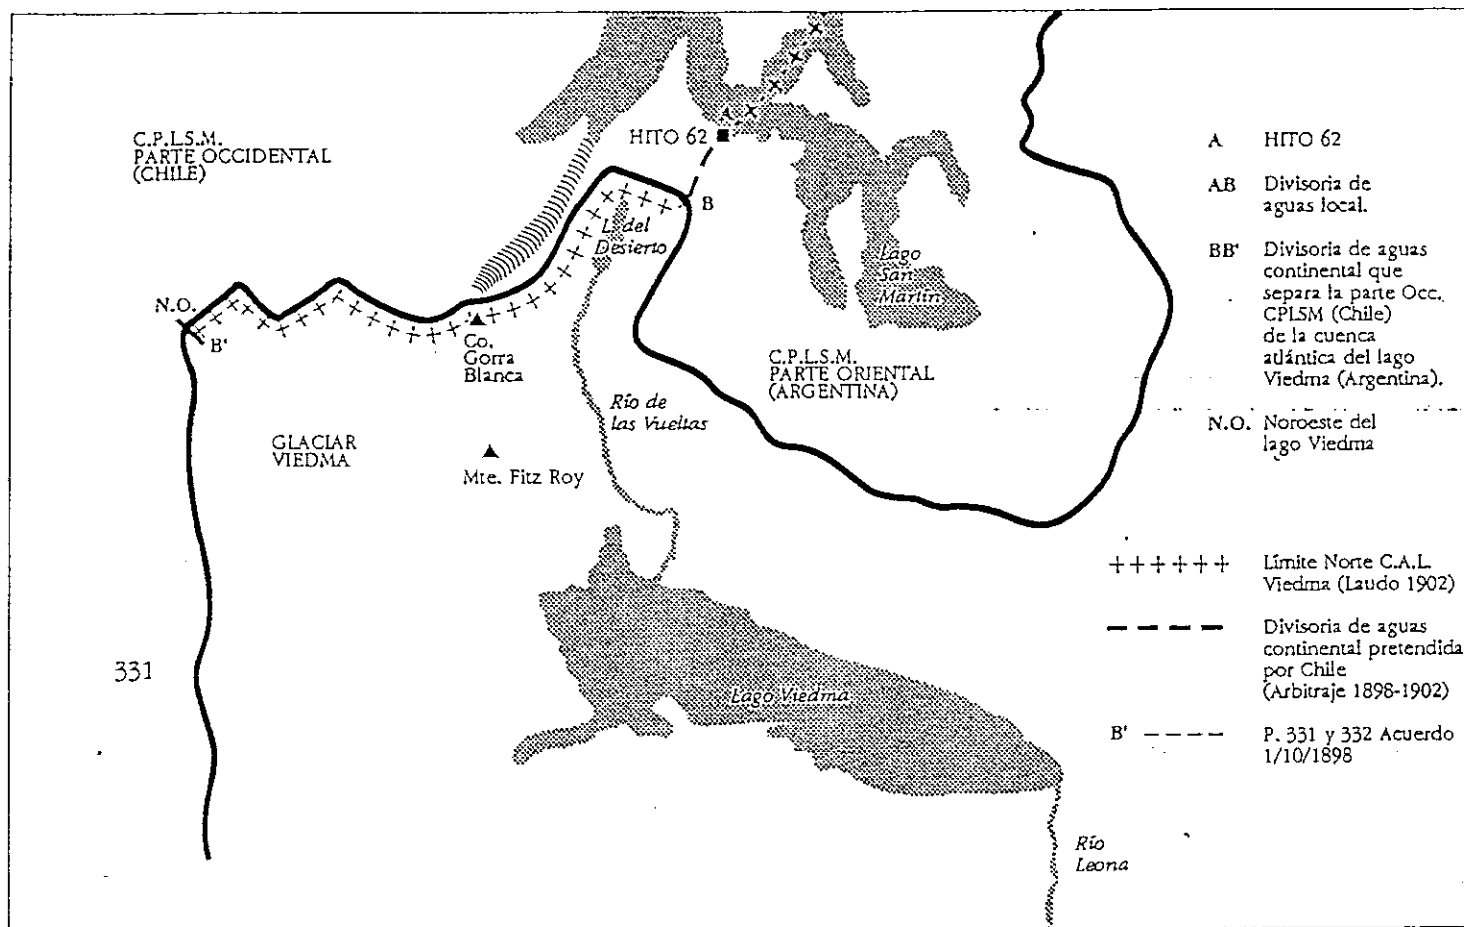 C.P.I.S.M.
PARTE OCCIDENTAL
(CHILE)
HITO 62
A
B
L. del
Desierto
Lago
San
Martín
N.O.
B'
Co.
Gorra
Blanca
C.P.L.S.M.
PARTE ORIENTAL
(ARGENTINA)
Río de
las Vueltas
GLACIAR
VIEDMA
Mte. Fitz Roy
331
Lago Viedma
Río
Leona
A HITO 62
AB Divisoria de
aguas local.
BB' Divisoria de aguas
continental que
separa la parte Occ.
CPLSM (Chile)
de la cuenca
atlántica del lago
Viedma (Argentina).
N.O. Noroeste del
lago Viedma
++++++ Límite Norte C.A.L.
Viedma (Laudo 1902)
Divisoria de aguas
continental pretendida
por Chile
(Arbitraje 1898-1902)
B' ---- P. 331 y 332 Acuerdo
1/10/1898